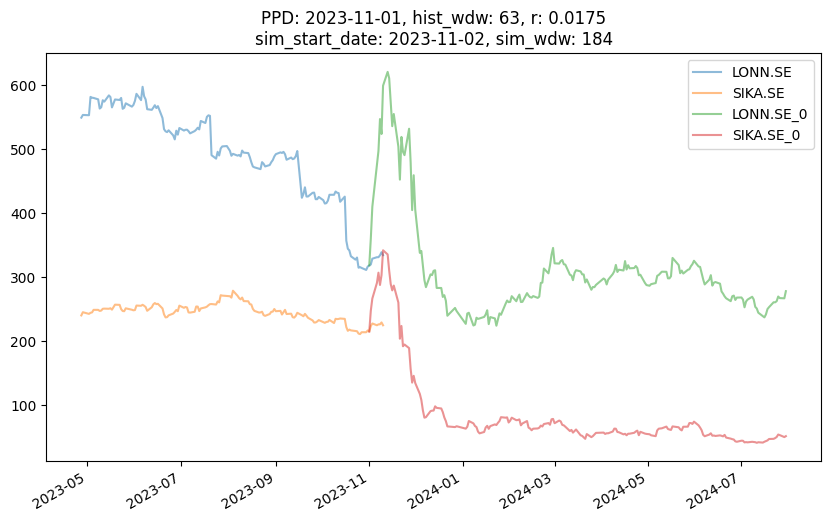 PPD: 2023-11-01, hist_wdw: 63, r: 0.0175
sim_start_date: 2023-11-02, sim_wdw: 184
LONN.SE
SIKA.SE
LONN.SE_0
SIKA.SE_0
600
500
400
300
200
100
2023-05
2023-07
2023-09
2023-11
2024-01
2024-03
2024-05
2024-07